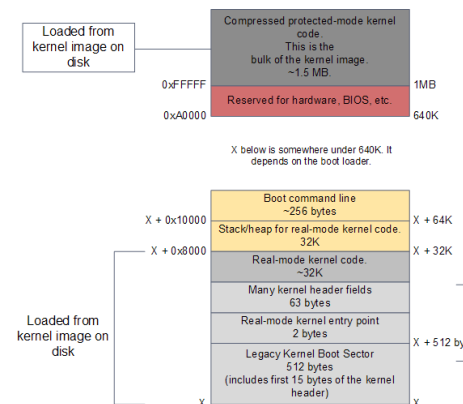 Compressed protected-mode kernel
code.
This is the
bulk of the kernel image.
~1.5 MB.
Loaded from
kernel image on
disk
0xFFFFF
1MB
Reserved for hardware, BIOS, etc.
0xA0000
640K
X below is somewhere under 640K. It
depends on the boot loader.
Boot command line
~256 bytes
X + 0x10000
X + 64K
Stack/heap for real-mode kernel code.
32K
X + 0x8000
X + 32K
Real-mode kernel code.
~32K
Many kernel header fields
63 bytes
Real-mode kernel entry point
2 bytes
Loaded from
kernel image on
disk
X + 512 by
Legacy Kernel Boot Sector
512 bytes
(includes first 15 bytes of the kernel
header)
X
X